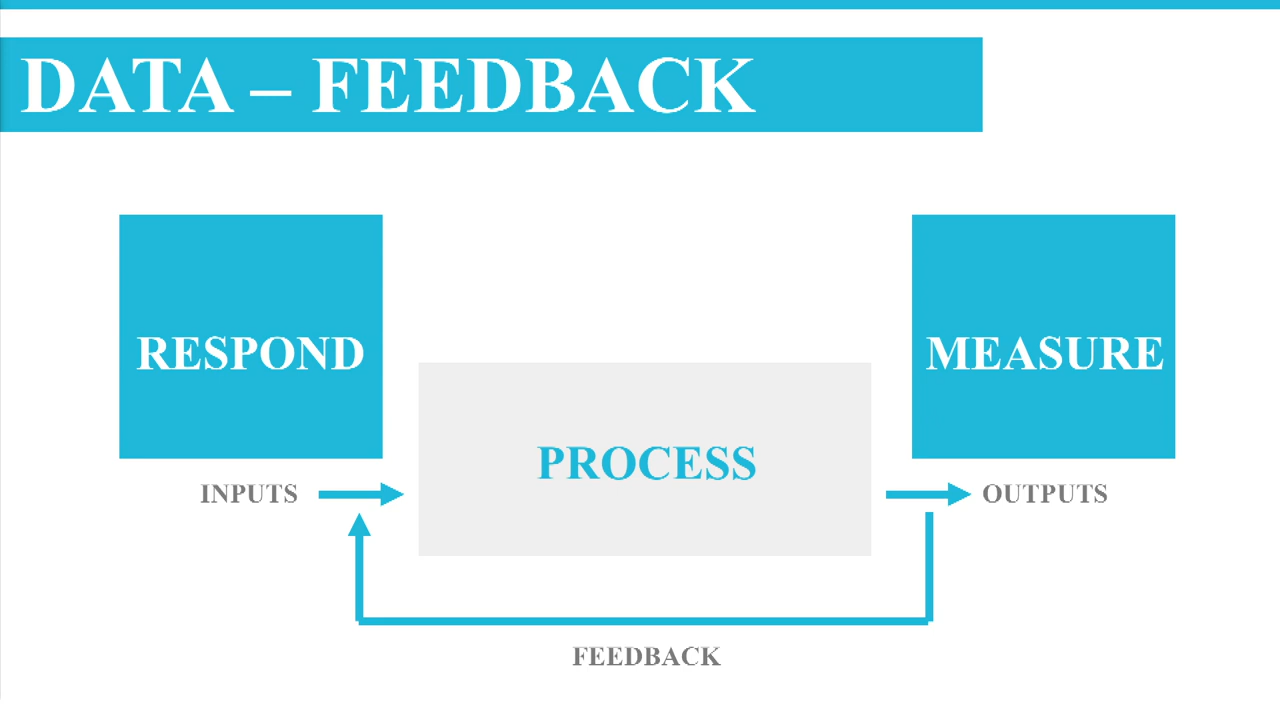 DATA – FEEDBACK
RESPOND
MEASURE
PROCESS
INPUTS
OUTPUTS
FEEDBACK